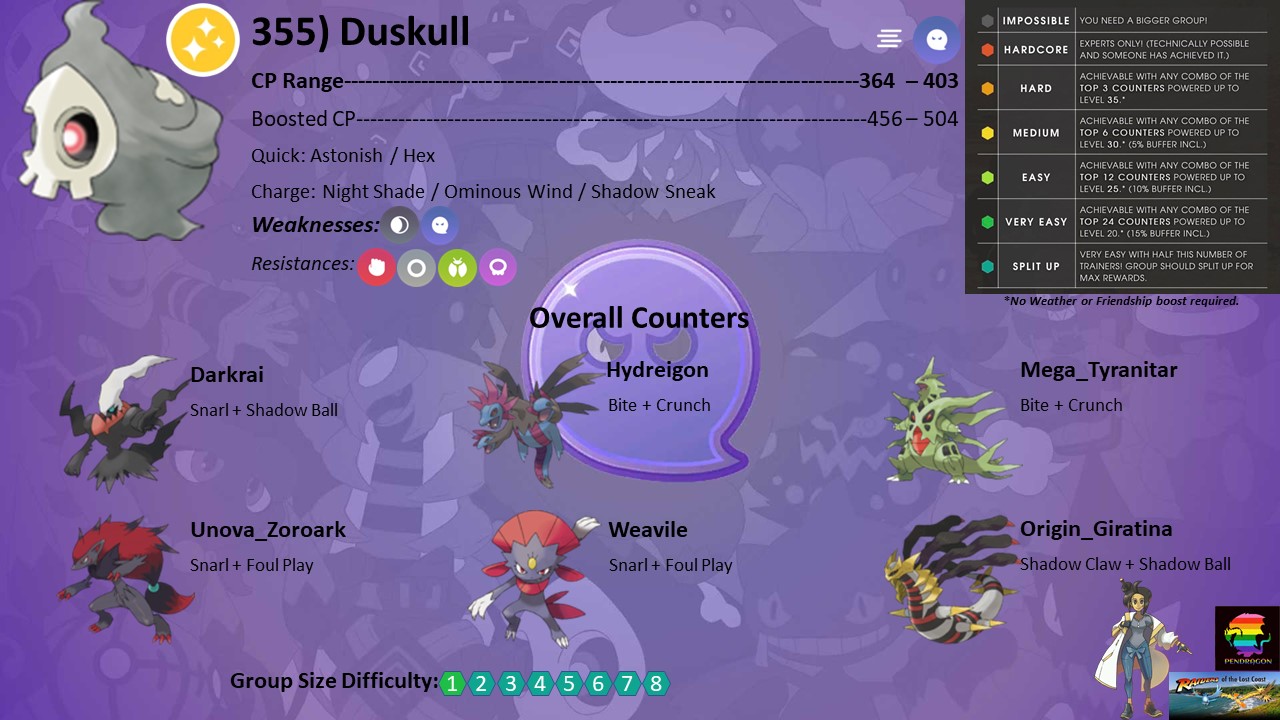 355) Duskull
CP Range---------------------------------------------------------------------------364 – 403
Boosted CP--------------------------------------------------------------------------456 – 504
Quick: Astonish / Hex
Charge: Night Shade / Ominous Wind / Shadow Sneak
Weaknesses:
Resistances:
IMPOSSIBLE YOU NEED A BIGGER GROUP!
HARDCORE EXPERTS ONLY! (TECHNICALLY POSSIBLE
AND SOMEONE HAS ACHIEVED IT.)
HARD ACHIEVABLE WITH ANY COMBO OF THE
TOP 3 COUNTERS POWERED UP TO
LEVEL 35.*
MEDIUM ACHIEVABLE WITH ANY COMBO OF THE
TOP 6 COUNTERS POWERED UP TO
LEVEL 30.* (5% BUFFER INCL.)
EASY ACHIEVABLE WITH ANY COMBO OF THE
TOP 12 COUNTERS POWERED UP TO
LEVEL 25.* (10% BUFFER INCL.)
VERY EASY ACHIEVABLE WITH ANY COMBO OF THE
TOP 24 COUNTERS POWERED UP TO
LEVEL 20.* (15% BUFFER INCL.)
SPLIT UP VERY EASY WITH HALF THIS NUMBER OF
TRAINERS! GROUP SHOULD SPLIT UP FOR
MAX REWARDS.
*No Weather or Friendship boost required.
Overall Counters
Darkrai
Snarl + Shadow Ball
Hydreigon
Bite + Crunch
Mega_Tyranitar
Bite + Crunch
Unova_Zoroark
Snarl + Foul Play
Weavile
Snarl + Foul Play
Origin_Giratina
Shadow Claw + Shadow Ball
Group Size Difficulty: 1 2 3 4 5 6 7 8
PENDRAGON
RAIDERS of the Lost Coast